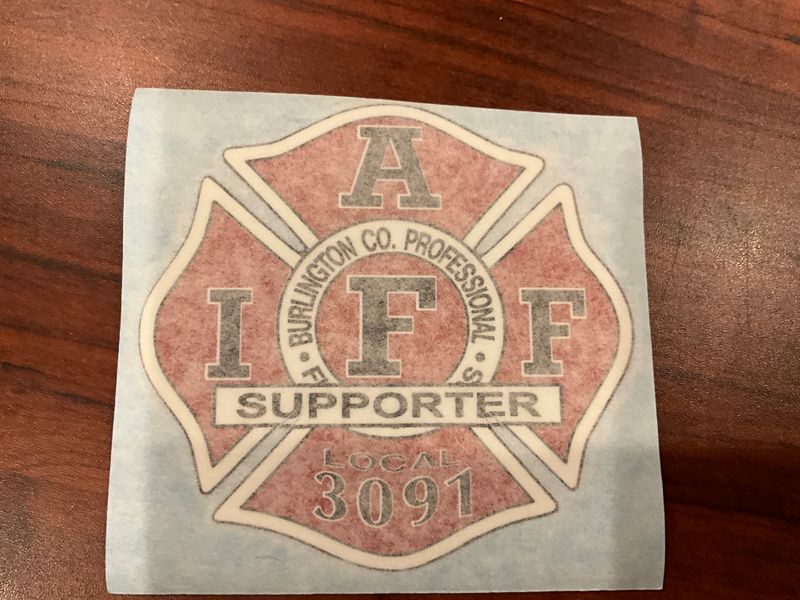 A
BURLINGTON CO. PROFESSIONAL
I F F
SUPPORTER
LOCAL
3091